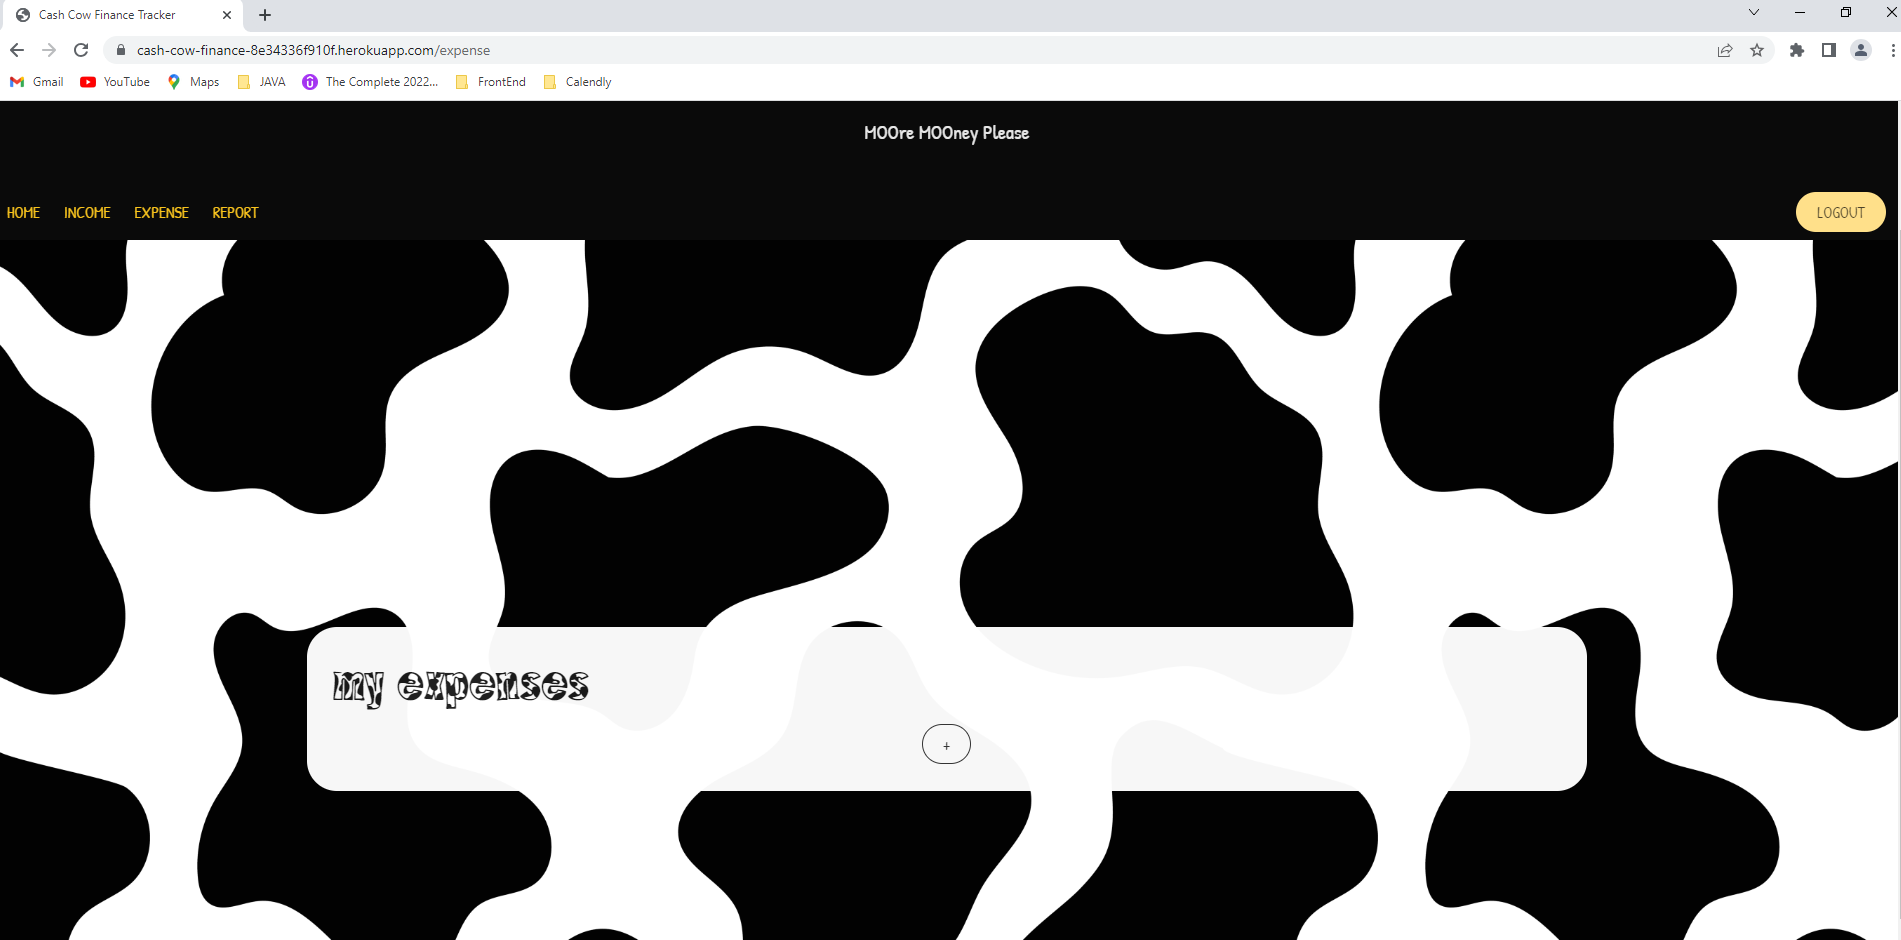 Cash Cow Finance Tracker
cash-cow-finance-8e34336f910f.herokuapp.com/expense
Gmail YouTube Maps JAVA The Complete 2022... FrontEnd Calendly
MOOre MOOney Please
HOME INCOME EXPENSE REPORT LOGOUT
my expenses
+